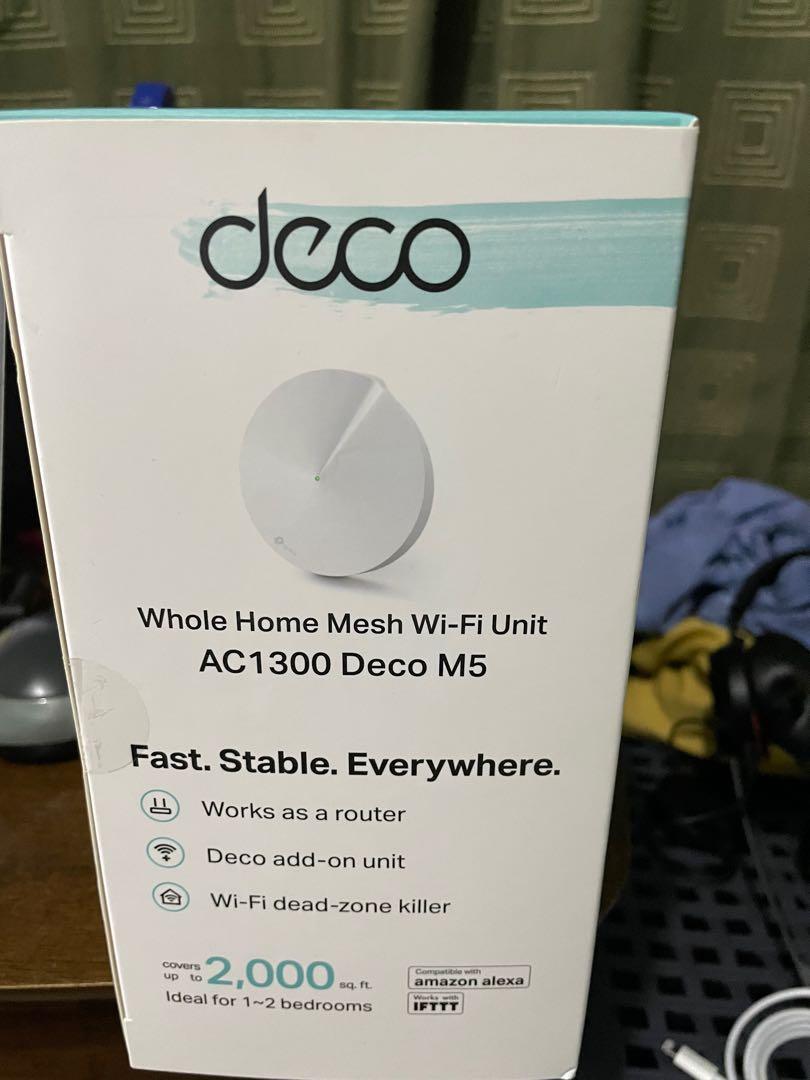 deco
Whole Home Mesh Wi-Fi Unit
AC1300 Deco M5
Fast. Stable. Everywhere.
Works as a router
Deco add-on unit
Wi-Fi dead-zone killer
covers up to 2,000 sq. ft.
Ideal for 1~2 bedrooms
Compatible with
amazon alexa
Works with
IFTTT